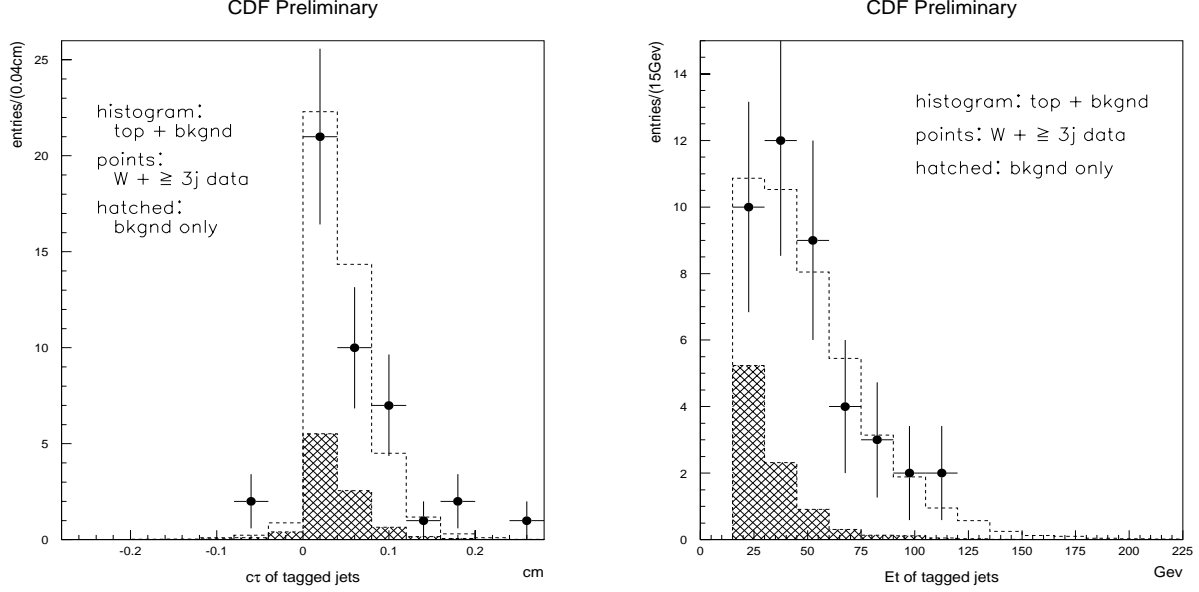 CDF Preliminary
entries/(0.04cm)
25
20
15
10
5
0
histogram:
top + bkgnd
points:
W + ≧ 3j data
hatched:
bkgnd only
-0.2
-0.1
0
0.1
0.2
cτ of tagged jets
cm
CDF Preliminary
entries/(15Gev)
14
12
10
8
6
4
2
0
histogram: top + bkgnd
points: W + ≧ 3j data
hatched: bkgnd only
0
25
50
75
100
125
150
175
200
225
Et of tagged jets
Gev